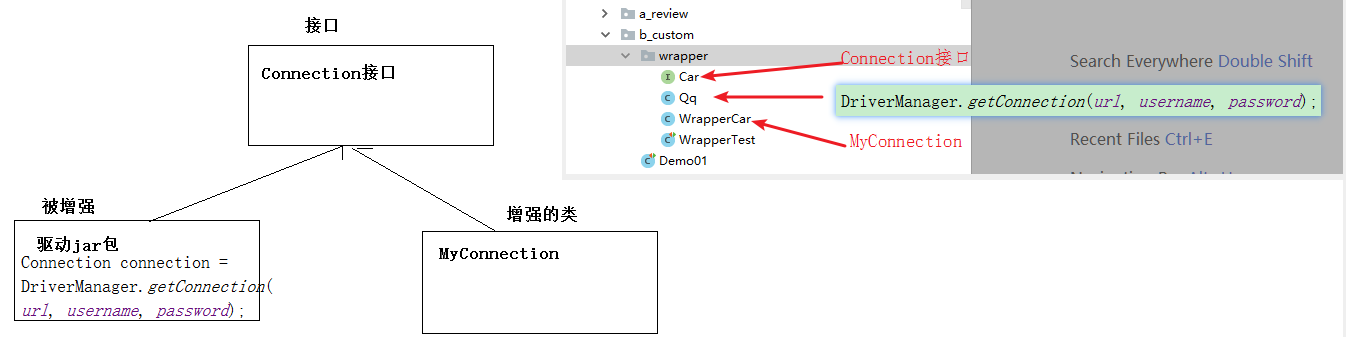 接口
Connection接口
被增强
驱动jar包
Connection connection =
DriverManager.getConnection(
url, username, password);
增强的类
MyConnection
a_review
b_custom
wrapper
Car
Qq
WrapperCar
WrapperTest
Demo01
Connection接口
DriverManager.getConnection(url, username, password);
MyConnection
Search Everywhere Double Shift
Recent Files Ctrl+E